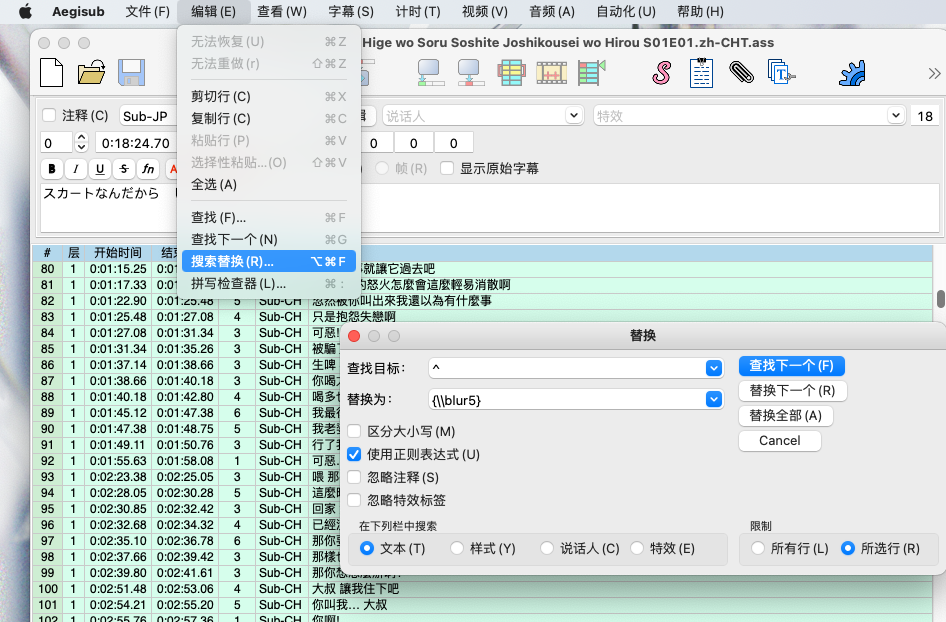 Aegisub 文件(F) 编辑(E) 查看(W) 字幕(S) 计时(T) 视频(V) 音频(A) 自动化(U) 帮助(H)
Hige wo Soru Soshite Joshikousei wo Hirou S01E01.zh-CHT.ass
无法恢复(U) ⌘Z
无法重做(r) ⇧⌘Z
剪切行(C) ⌘X
复制行(C) ⌘C
粘贴行(P) ⌘V
选择性粘贴...(O) ⇧⌘V
全选(A)
查找(F)... ⌘F
查找下一个(N) ⌘G
搜索替换(R)... ⌥⌘F
拼写检查器(L)... ⌘:
注释(C) Sub-JP 说话人 特效 18
0 0:18:24.70 0 0 0
B I U S fn A 帧(R) 显示原始字幕
スカートなんだから
# 层 开始时间
80 1 0:01:15.25 就讓它過去吧
81 1 0:01:17.33 的怒火怎麼會這麼輕易消散啊
82 1 0:01:22.90 0:01:25.48 5 Sub-CH 忽然被你叫出來我還以為有什麼事
83 1 0:01:25.48 0:01:27.08 4 Sub-CH 只是抱怨失戀啊
84 1 0:01:27.08 0:01:31.34 3 Sub-CH 可惡!
85 1 0:01:31.34 0:01:35.26 3 Sub-CH 被騙
86 1 0:01:37.14 0:01:38.66 3 Sub-CH 生啤
87 1 0:01:38.66 0:01:40.18 3 Sub-CH 你喝
88 1 0:01:40.18 0:01:42.80 4 Sub-CH 喝多
89 1 0:01:45.12 0:01:47.38 6 Sub-CH 我最
90 1 0:01:47.38 0:01:48.75 5 Sub-CH 我老
91 1 0:01:49.11 0:01:50.76 3 Sub-CH 行了
92 1 0:01:55.63 0:01:58.08 1 Sub-CH 可惡
93 1 0:02:23.38 0:02:25.05 3 Sub-CH 喂 那
94 1 0:02:28.05 0:02:30.28 5 Sub-CH 這麼
95 1 0:02:30.85 0:02:32.42 3 Sub-CH 回家
96 1 0:02:32.68 0:02:34.32 4 Sub-CH 已經
97 1 0:02:35.10 0:02:36.78 6 Sub-CH 那你
98 1 0:02:37.66 0:02:39.42 3 Sub-CH 那樣
99 1 0:02:39.80 0:02:41.61 3 Sub-CH 那你想怎麼辦啊?
100 1 0:02:51.48 0:02:53.06 4 Sub-CH 大叔 讓我住下吧
101 1 0:02:54.21 0:02:55.20 5 Sub-CH 你叫我... 大叔
102 1 0:02:55.76 0:02:57.36 1 Sub-CH 你啊!
替换
查找目标: ^ 查找下一个(F)
替换为: {\\blur5} 替换下一个(R)
替换全部(A)
区分大小写(M) Cancel
使用正则表达式(U)
忽略注释(S)
忽略特效标签
在下列栏中搜索 限制
文本(T) 样式(Y) 说话人(C) 特效(E) 所有行(L) 所选行(R)